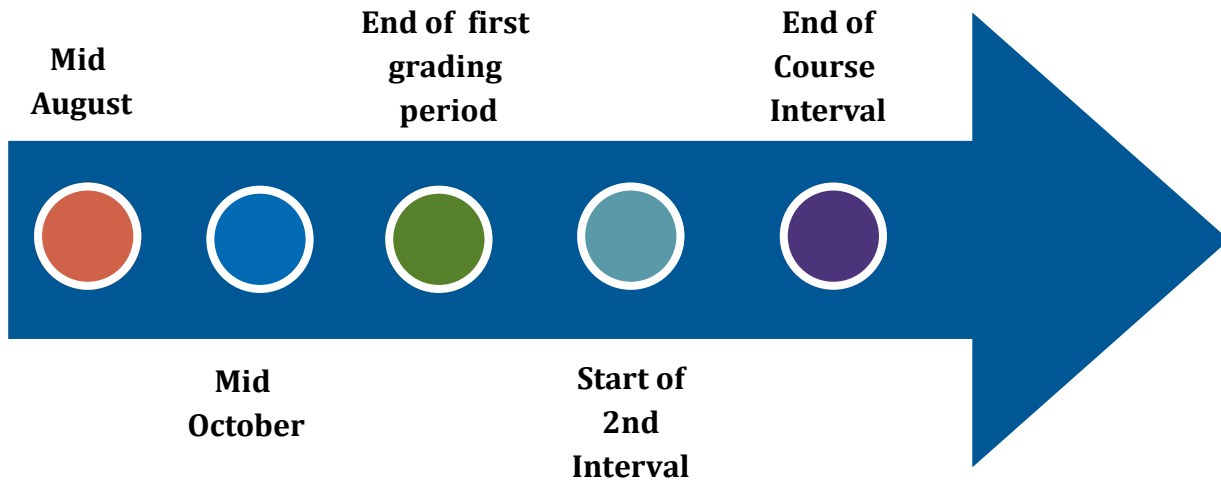 Mid
August
End of first
grading
period
End of
Course
Interval
Mid
October
Start of
2nd
Interval